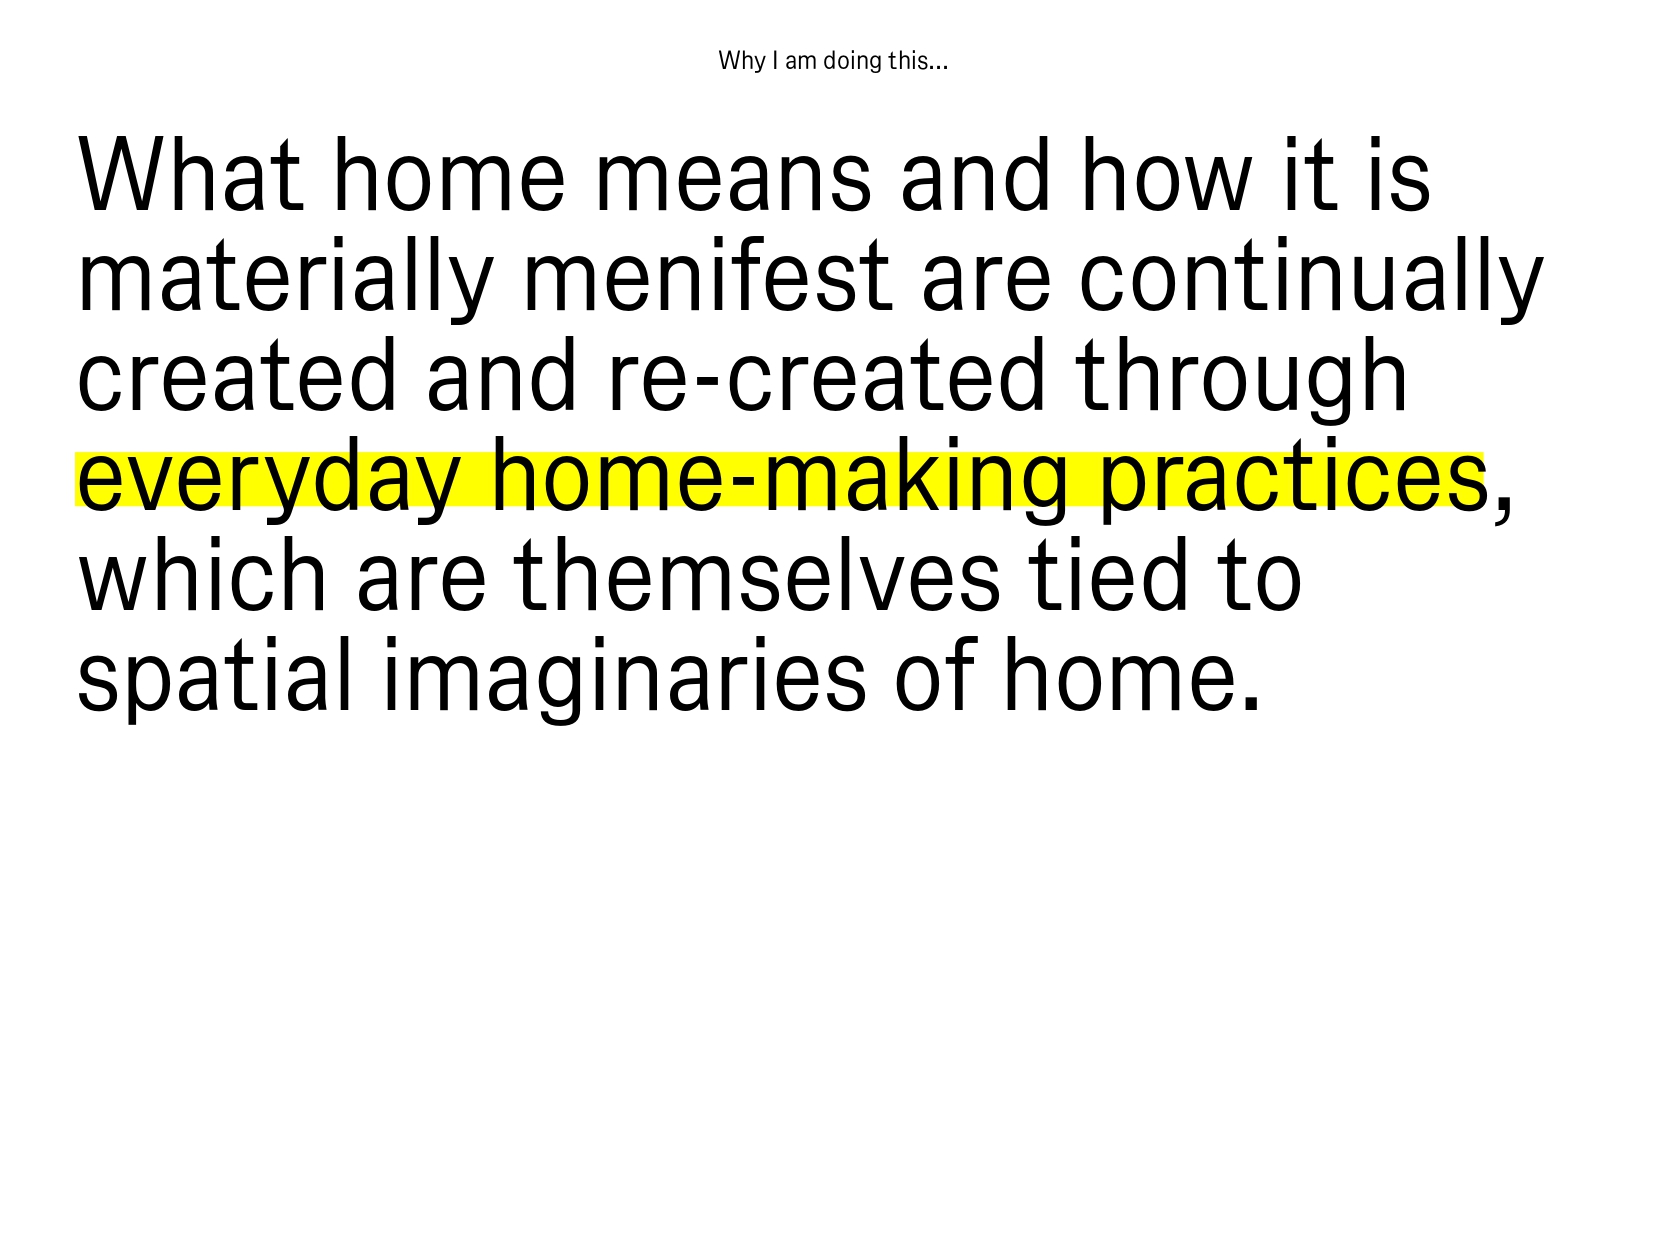 Why I am doing this...
What home means and how it is
materially menifest are continually
created and re-created through
everyday home-making practices,
which are themselves tied to
spatial imaginaries of home.